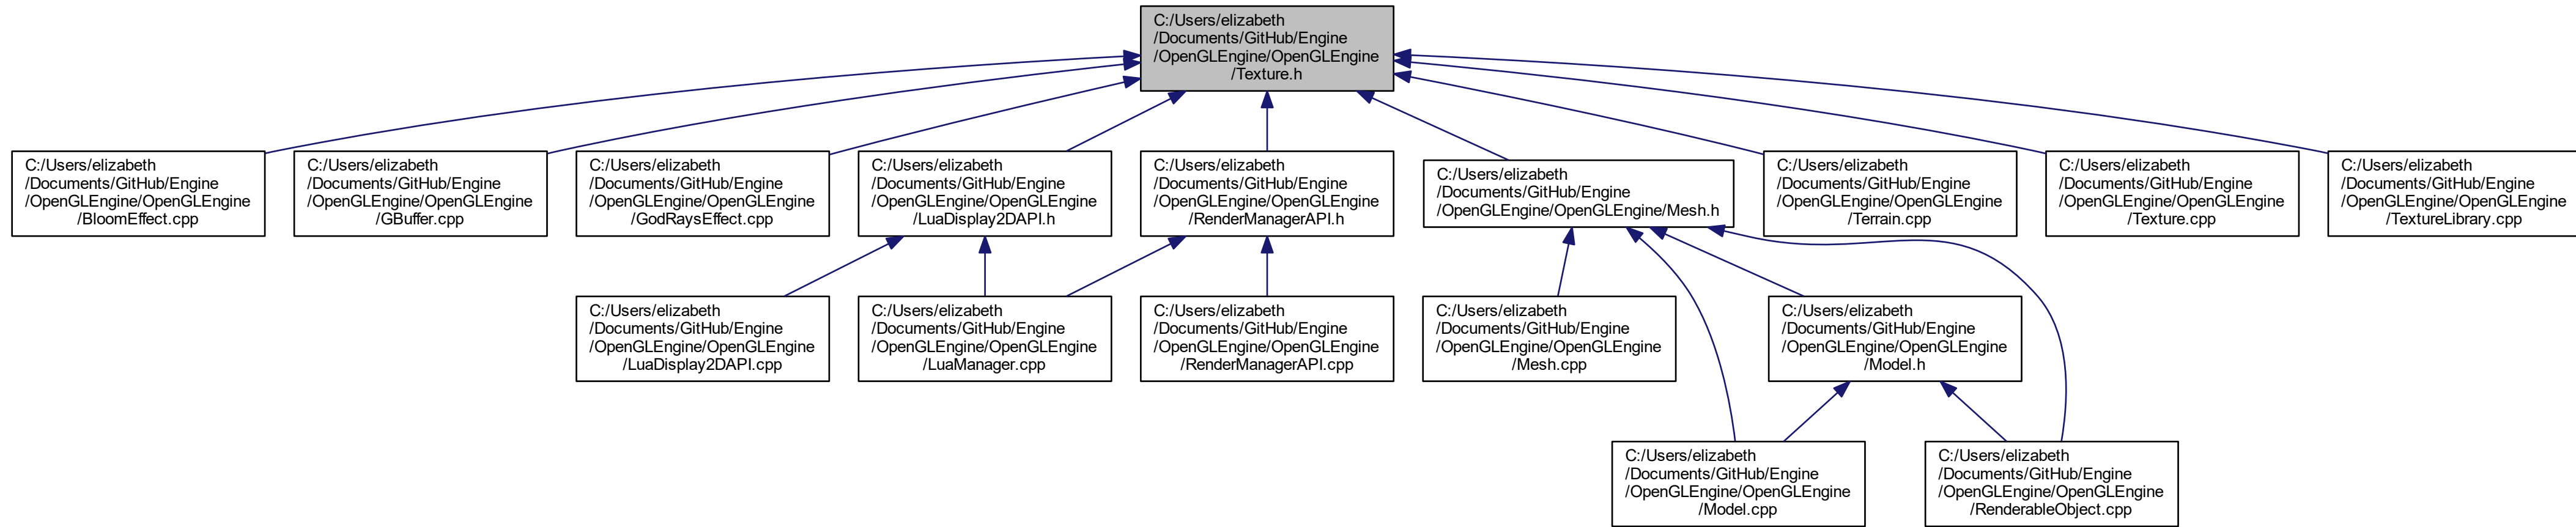 C:/Users/elizabeth
/Documents/GitHub/Engine
/OpenGLEngine/OpenGLEngine
/Texture.h
C:/Users/elizabeth
/Documents/GitHub/Engine
/OpenGLEngine/OpenGLEngine
/BloomEffect.cpp
C:/Users/elizabeth
/Documents/GitHub/Engine
/OpenGLEngine/OpenGLEngine
/GBuffer.cpp
C:/Users/elizabeth
/Documents/GitHub/Engine
/OpenGLEngine/OpenGLEngine
/GodRaysEffect.cpp
C:/Users/elizabeth
/Documents/GitHub/Engine
/OpenGLEngine/OpenGLEngine
/LuaDisplay2DAPI.h
C:/Users/elizabeth
/Documents/GitHub/Engine
/OpenGLEngine/OpenGLEngine
/RenderManagerAPI.h
C:/Users/elizabeth
/Documents/GitHub/Engine
/OpenGLEngine/OpenGLEngine/Mesh.h
C:/Users/elizabeth
/Documents/GitHub/Engine
/OpenGLEngine/OpenGLEngine
/Terrain.cpp
C:/Users/elizabeth
/Documents/GitHub/Engine
/OpenGLEngine/OpenGLEngine
/Texture.cpp
C:/Users/elizabeth
/Documents/GitHub/Engine
/OpenGLEngine/OpenGLEngine
/TextureLibrary.cpp
C:/Users/elizabeth
/Documents/GitHub/Engine
/OpenGLEngine/OpenGLEngine
/LuaDisplay2DAPI.cpp
C:/Users/elizabeth
/Documents/GitHub/Engine
/OpenGLEngine/OpenGLEngine
/LuaManager.cpp
C:/Users/elizabeth
/Documents/GitHub/Engine
/OpenGLEngine/OpenGLEngine
/RenderManagerAPI.cpp
C:/Users/elizabeth
/Documents/GitHub/Engine
/OpenGLEngine/OpenGLEngine
/Mesh.cpp
C:/Users/elizabeth
/Documents/GitHub/Engine
/OpenGLEngine/OpenGLEngine
/Model.h
C:/Users/elizabeth
/Documents/GitHub/Engine
/OpenGLEngine/OpenGLEngine
/Model.cpp
C:/Users/elizabeth
/Documents/GitHub/Engine
/OpenGLEngine/OpenGLEngine
/RenderableObject.cpp